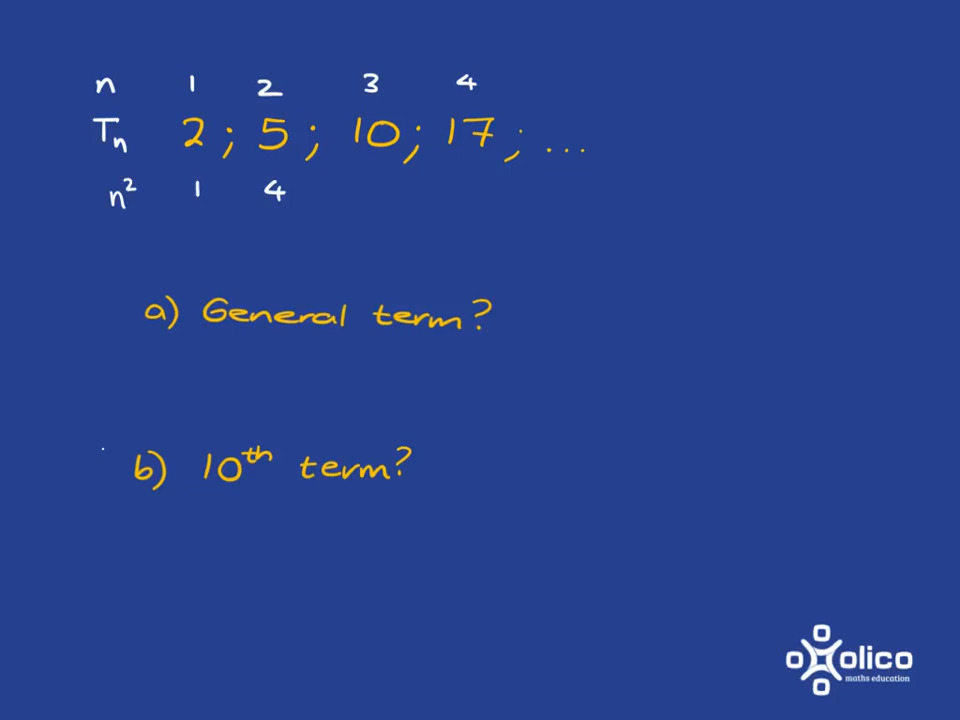 n 1 2 3 4
Tn 2 ; 5 ; 10 ; 17 ; ...
n² 1 4
a) General term?
b) 10th term?
olico
maths education